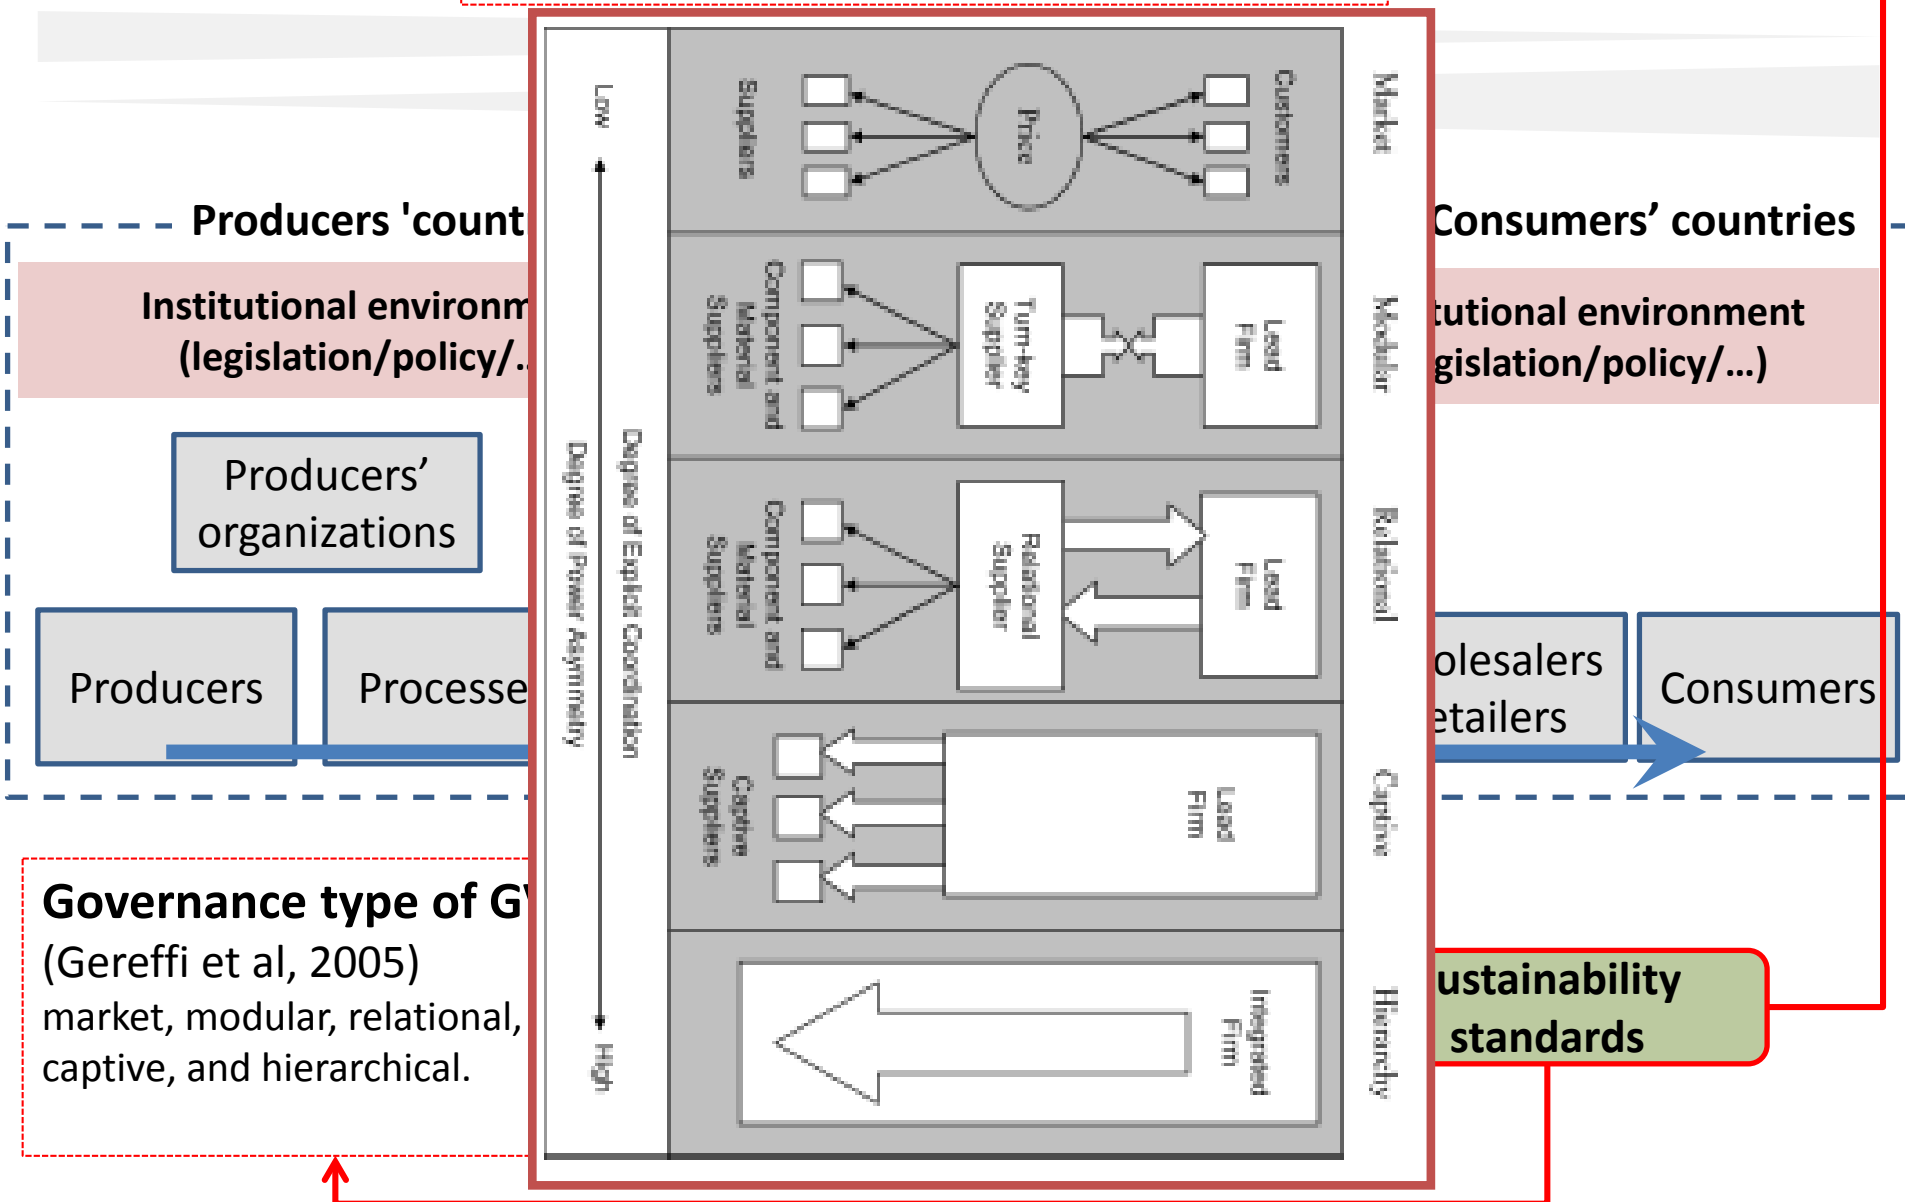 Producers 'count
Consumers’ countries
Institutional environm
(legislation/policy/…
tutional environment
gislation/policy/…)
Producers’
organizations
Producers
Processe
olesalers
etailers
Consumers
Governance type of G
(Gereffi et al, 2005)
market, modular, relational,
captive, and hierarchical.
ustainability
standards
Market
Customers
Price
Suppliers
Modular
Lead
Firm
Turn-key
Supplier
Component and
Material
Suppliers
Relational
Lead
Firm
Relational
Supplier
Component and
Material
Suppliers
Captive
Lead
Firm
Captive
Suppliers
Hierarchy
Integrated
Firm
Low
Degree of Explicit Coordination
Degree of Power Asymmetry
High